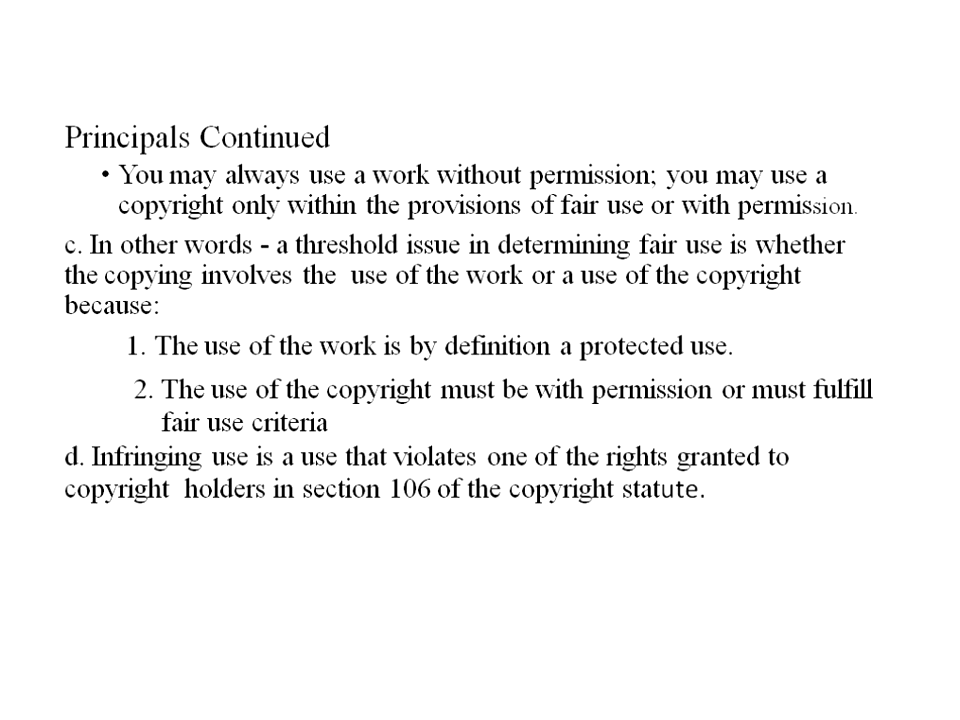 Principals Continued
• You may always use a work without permission; you may use a
copyright only within the provisions of fair use or with permission.
c. In other words - a threshold issue in determining fair use is whether
the copying involves the use of the work or a use of the copyright
because:
1. The use of the work is by definition a protected use.
2. The use of the copyright must be with permission or must fulfill
fair use criteria
d. Infringing use is a use that violates one of the rights granted to
copyright holders in section 106 of the copyright statute.